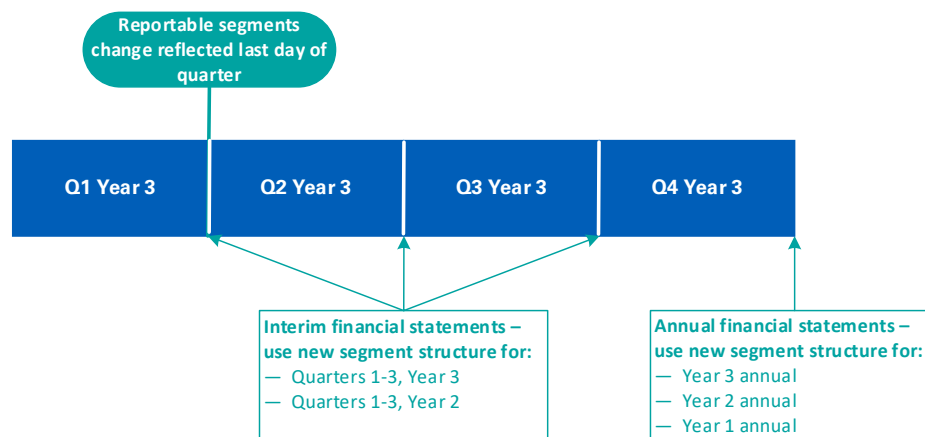 Reportable segments
change reflected last day of
quarter
Q1 Year 3
Q2 Year 3
Q3 Year 3
Q4 Year 3
Interim financial statements –
use new segment structure for:
— Quarters 1-3, Year 3
— Quarters 1-3, Year 2
Annual financial statements –
use new segment structure for:
— Year 3 annual
— Year 2 annual
— Year 1 annual